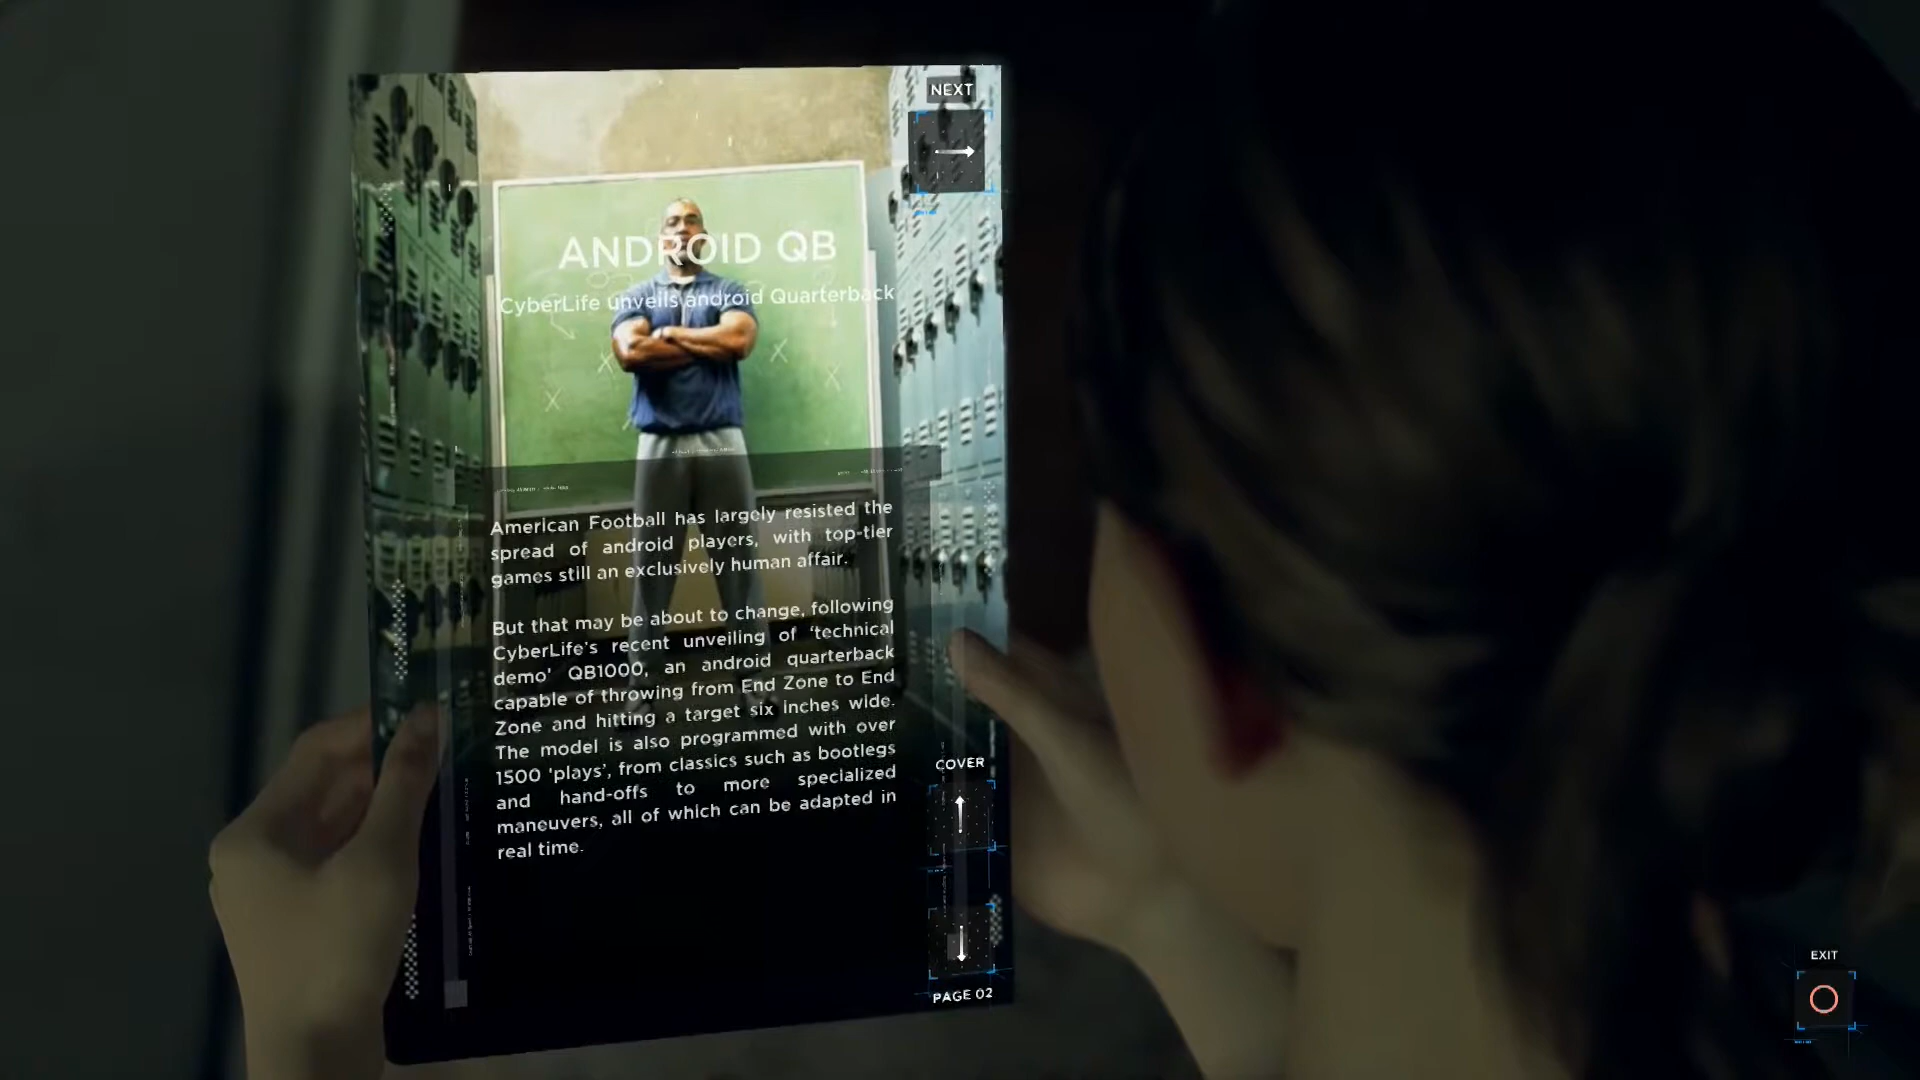 NEXT
ANDROID QB
CyberLife unveils android Quarterback
American Football has largely resisted the
spread of android players, with top-tier
games still an exclusively human affair.
But that may be about to change, following
CyberLife's recent unveiling of ‘technical
demo’ QB1000, an android quarterback
capable of throwing from End Zone to End
Zone and hitting a target six inches wide.
The model is also programmed with over
1500 ‘plays’, from classics such as bootlegs
and hand-offs to more specialized
maneuvers, all of which can be adapted in
real time.
COVER
PAGE 02
EXIT